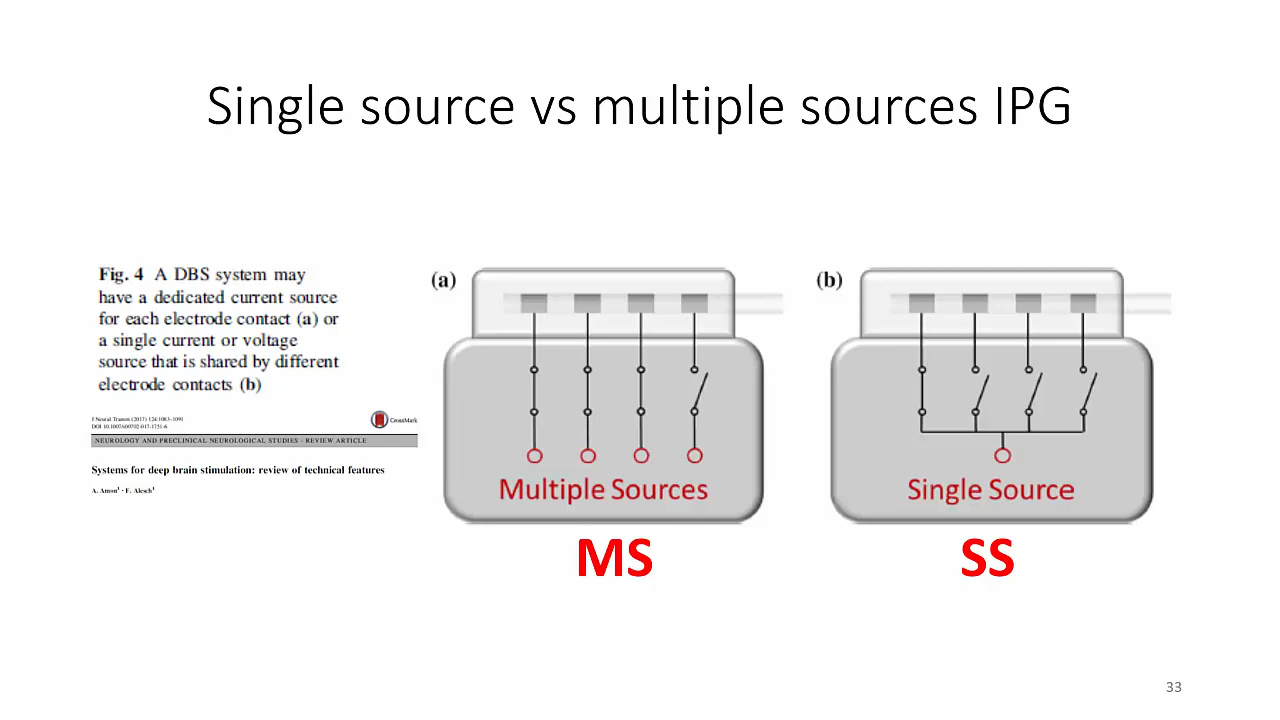 Single source vs multiple sources IPG
Fig. 4 A DBS system may
have a dedicated current source
for each electrode contact (a) or
a single current or voltage
source that is shared by different
electrode contacts (b)
J Neural Transm (2017) 124:1083–1091
DOI 10.1007/s00702-017-1751-6
CrossMark
NEUROLOGY AND PRECLINICAL NEUROLOGICAL STUDIES - REVIEW ARTICLE
Systems for deep brain stimulation: review of technical features
A. Amon1 · F. Alesch1
(a)
Multiple Sources
MS
(b)
Single Source
SS
33